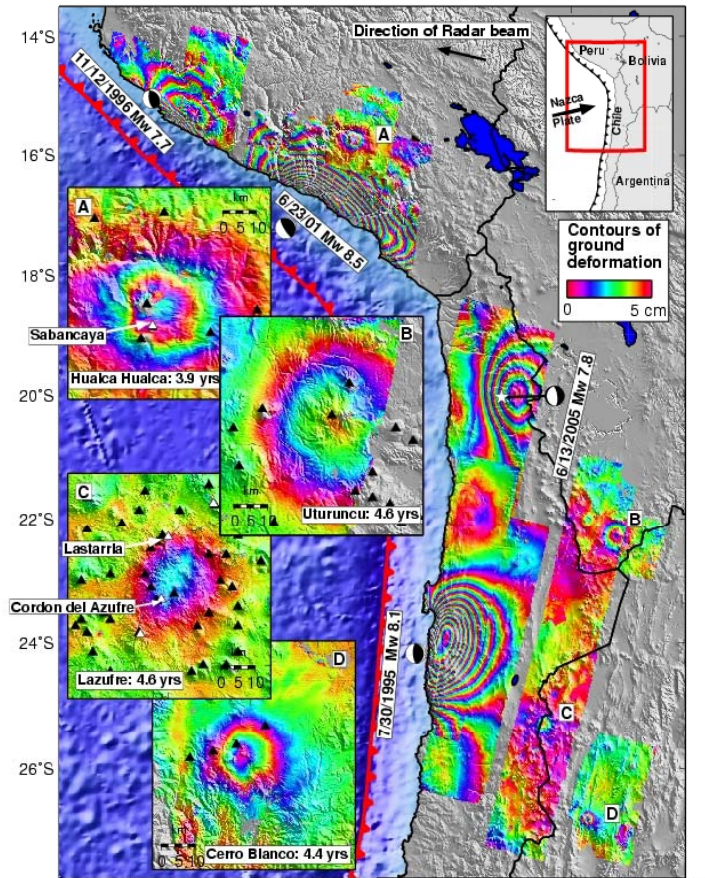 14°S
16°S
18°S
20°S
22°S
24°S
26°S
Direction of Radar beam
11/12/1996 Mw 7.7
6/23/01 Mw 8.5
6/13/2005 Mw 7.8
7/30/1995 Mw 8.1
Peru
Bolivia
Nazca
Plate
Chile
Argentina
Contours of
ground
deformation
0 5 cm
A
B
C
D
A
km
0 5 10
Sabancaya
Hualca Hualca: 3.9 yrs
B
km
0 5 10
Uturuncu: 4.6 yrs
C
Lastarria
Cordon del Azufre
km
0 5 10
Lazufre: 4.6 yrs
D
km
0 5 10
Cerro Blanco: 4.4 yrs